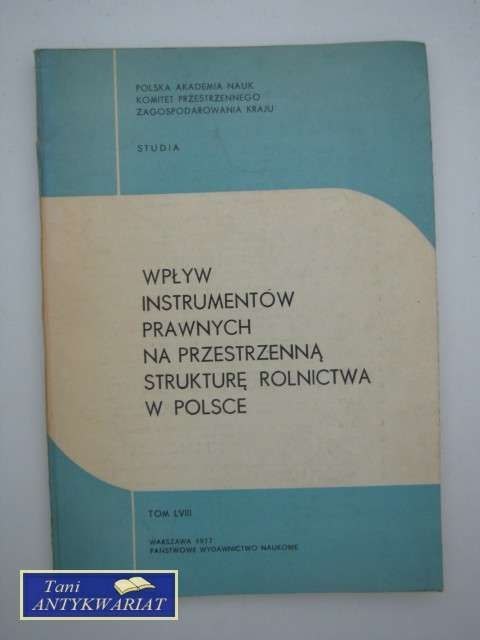 POLSKA AKADEMIA NAUK
KOMITET PRZESTRZENNEGO
ZAGOSPODAROWANIA KRAJU
STUDIA
WPŁYW
INSTRUMENTÓW
PRAWNYCH
NA PRZESTRZENNĄ
STRUKTURĘ ROLNICTWA
W POLSCE
TOM LVIII
WARSZAWA 1977
PAŃSTWOWE WYDAWNICTWO NAUKOWE
Tani
ANTYKWARIAT